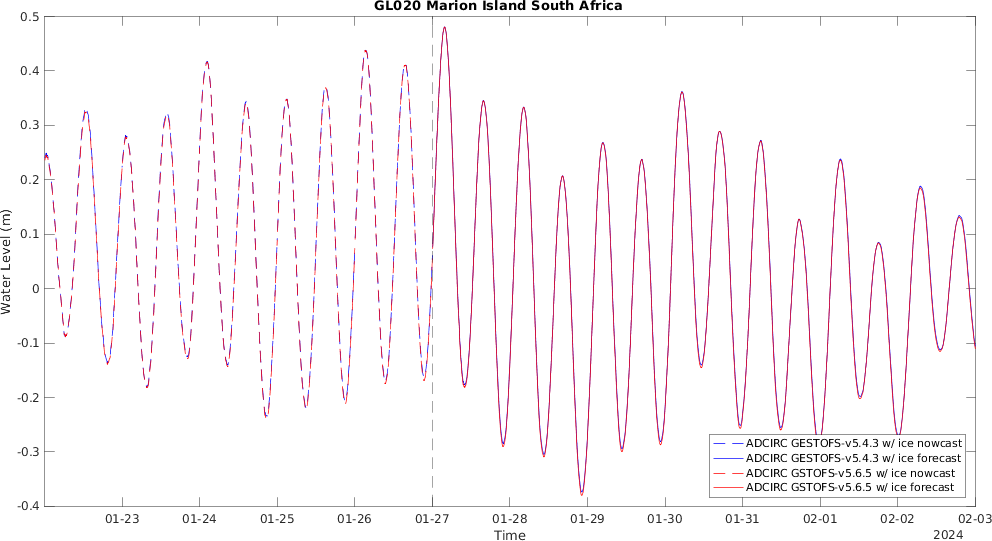 GL020 Marion Island South Africa
Water Level (m)
0.5
0.4
0.3
0.2
0.1
0
-0.1
-0.2
-0.3
-0.4
ADCIRC GESTOFS-v5.4.3 w/ ice nowcast
ADCIRC GESTOFS-v5.4.3 w/ ice forecast
ADCIRC GSTOFS-v5.6.5 w/ ice nowcast
ADCIRC GSTOFS-v5.6.5 w/ ice forecast
01-23 01-24 01-25 01-26 01-27 01-28 01-29 01-30 01-31 02-01 02-02 02-03
Time
2024